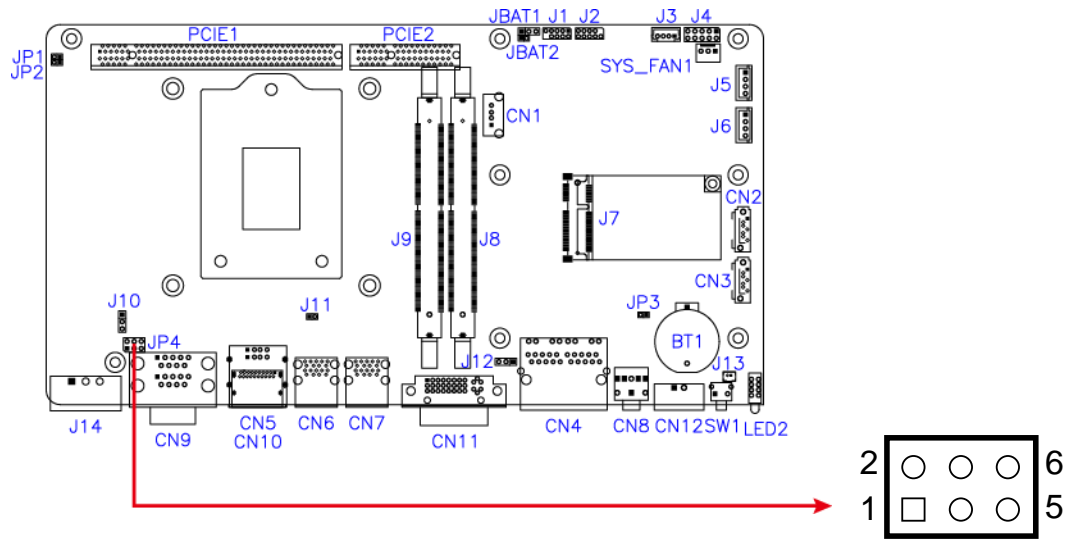 JBAT1 J1 J2 J3 J4
PCIE1 PCIE2
JBAT2
JP1
JP2
SYS_FAN1
J5
CN1
J6
CN2
J7
J9 J8
CN3
J10 J11 JP3
JP4 BT1
J12 J13
J14 CN9 CN5 CN6 CN7 CN11 CN4 CN8 CN12 SW1 LED2
CN10
2 6
1 5